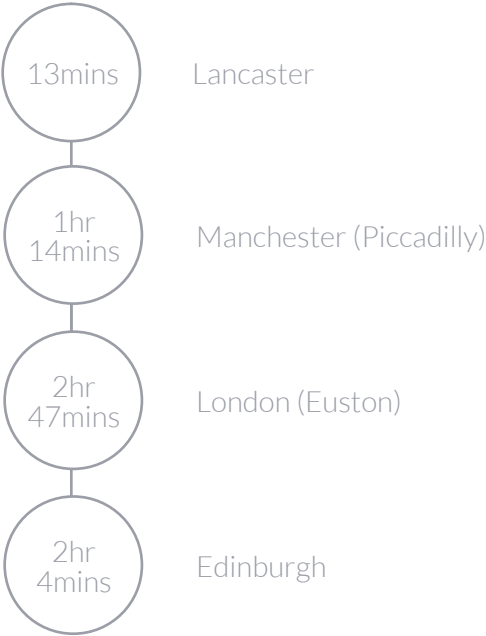 13mins
Lancaster
1hr
14mins
Manchester (Piccadilly)
2hr
47mins
London (Euston)
2hr
4mins
Edinburgh